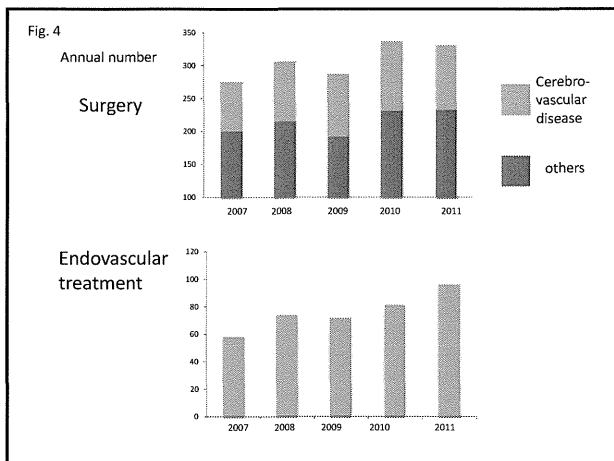 Fig. 4
Annual number
Surgery
350
300
250
200
150
100
2007 2008 2009 2010 2011
Cerebro-
vascular
disease
others
Endovascular
treatment
120
100
80
60
40
20
0
2007 2008 2009 2010 2011